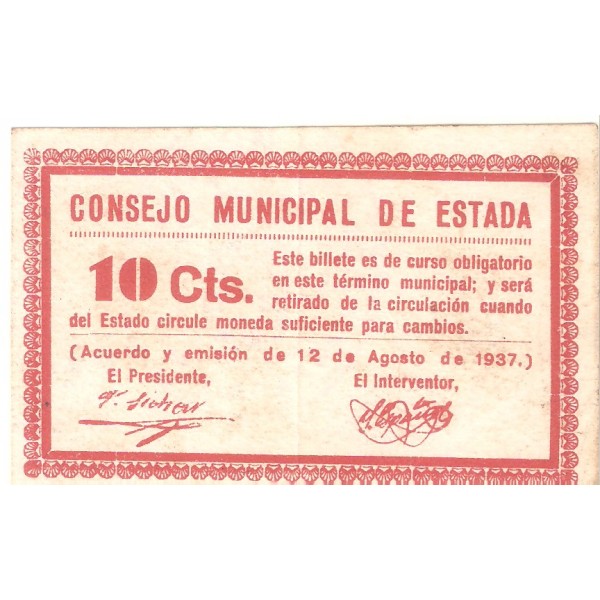 CONSEJO MUNICIPAL DE ESTADA
10 Cts.
Este billete es de curso obligatorio
en este término municipal; y será
retirado de la circulación cuando
del Estado circule moneda suficiente para cambios.
(Acuerdo y emisión de 12 de Agosto de 1937.)
El Presidente,
El Interventor,